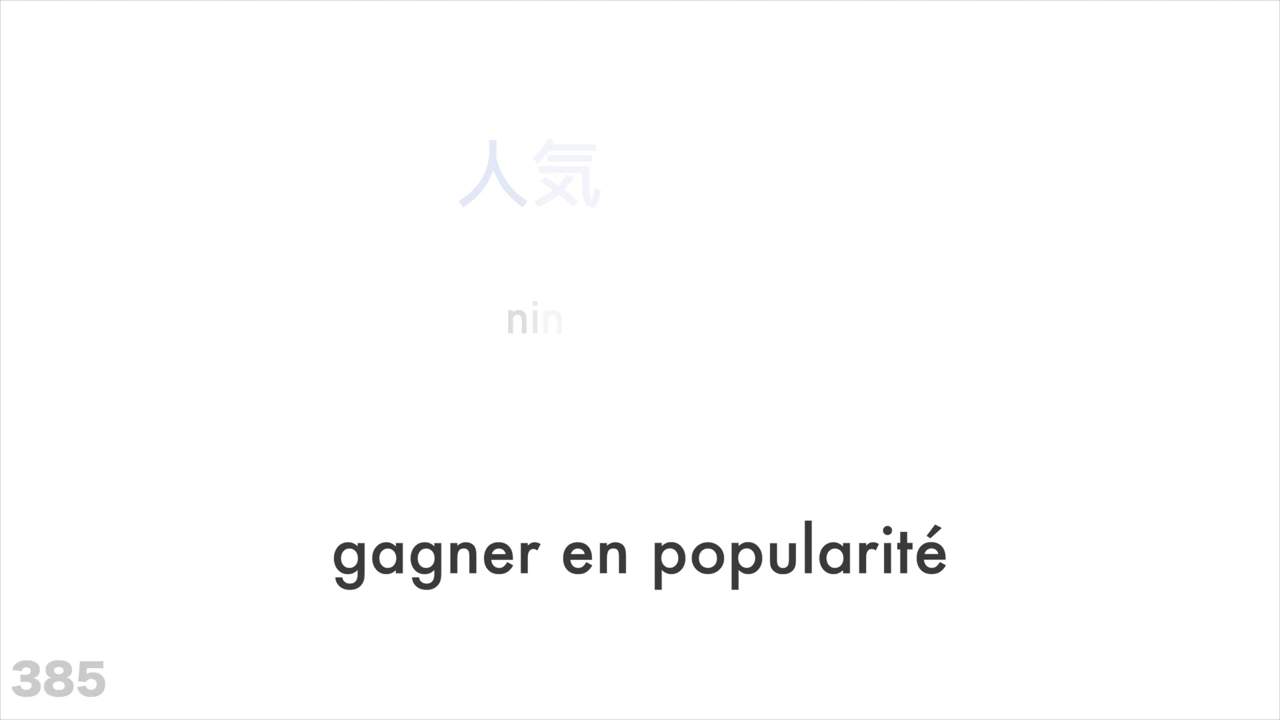 人気が
nin
gagner en popularité
385